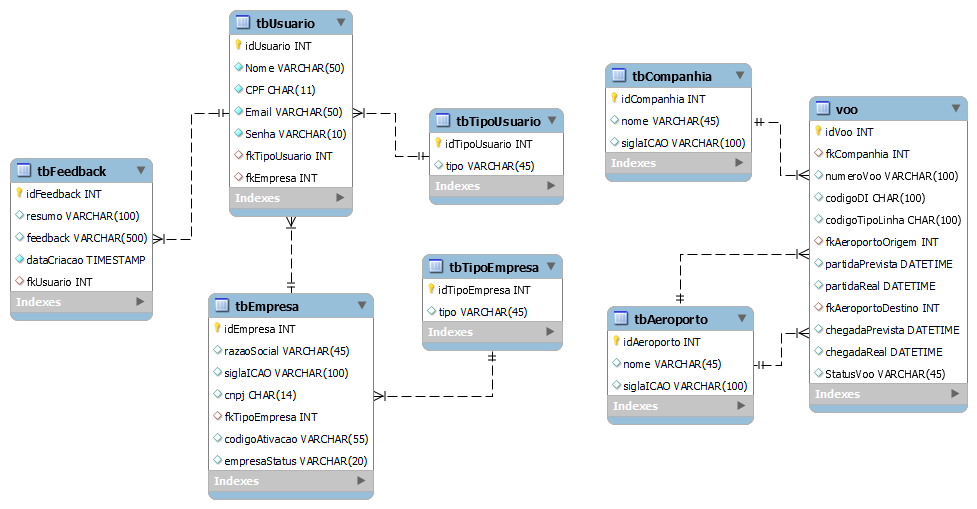 tbUsuario
idUsuario INT
Nome VARCHAR(50)
CPF CHAR(11)
Email VARCHAR(50)
Senha VARCHAR(10)
fkTipoUsuario INT
fkEmpresa INT
Indexes
tbTipoUsuario
idTipoUsuario INT
tipo VARCHAR(45)
Indexes
tbFeedback
idFeedback INT
resumo VARCHAR(100)
feedback VARCHAR(500)
dataCriacao TIMESTAMP
fkUsuario INT
Indexes
tbTipoEmpresa
idTipoEmpresa INT
tipo VARCHAR(45)
Indexes
tbEmpresa
idEmpresa INT
razaoSocial VARCHAR(45)
siglaICAO VARCHAR(100)
cnpj CHAR(14)
fkTipoEmpresa INT
codigoAtivacao VARCHAR(55)
empresaStatus VARCHAR(20)
Indexes
tbCompanhia
idCompanhia INT
nome VARCHAR(45)
siglaICAO VARCHAR(100)
Indexes
voo
idVoo INT
fkCompanhia INT
numeroVoo VARCHAR(100)
codigoDI CHAR(100)
codigoTipoLinha CHAR(100)
fkAeroportoOrigem INT
partidaPrevista DATETIME
partidaReal DATETIME
fkAeroportoDestino INT
chegadaPrevista DATETIME
chegadaReal DATETIME
StatusVoo VARCHAR(45)
Indexes
tbAeroporto
idAeroporto INT
nome VARCHAR(45)
siglaICAO VARCHAR(100)
Indexes